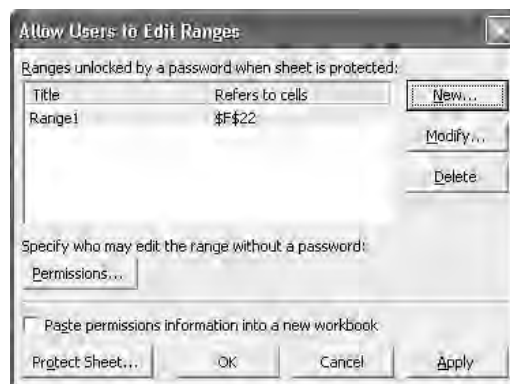 Allow Users to Edit Ranges
Ranges unlocked by a password when sheet is protected:
Title Refers to cells
Range1 $F$22
New...
Modify...
Delete
Specify who may edit the range without a password:
Permissions...
Paste permissions information into a new workbook
Protect Sheet... OK Cancel Apply